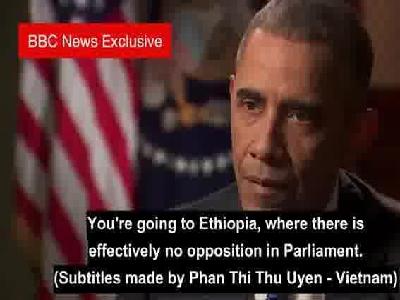 BBC News Exclusive
You're going to Ethiopia, where there is
effectively no opposition in Parliament.
(Subtitles made by Phan Thi Thu Uyen - Vietnam)